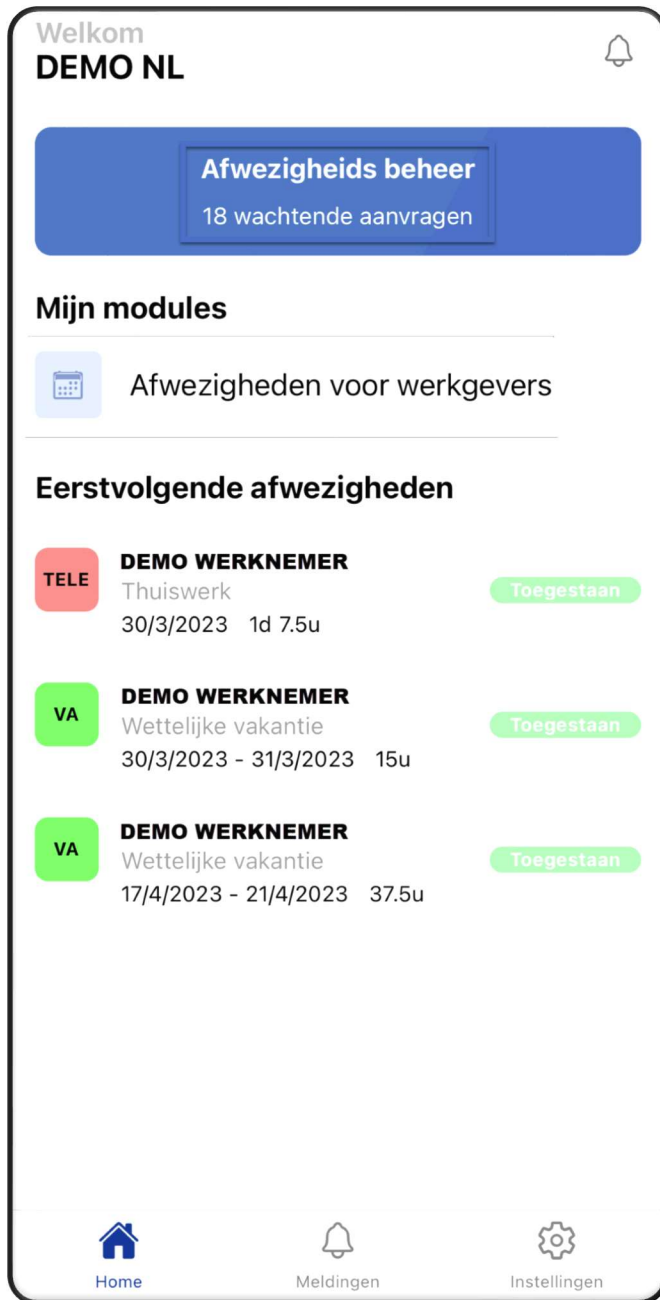 Welkom
DEMO NL
Afwezigheids beheer
18 wachtende aanvragen
Mijn modules
Afwezigheden voor werkgevers
Eerstvolgende afwezigheden
TELE
DEMO WERKNEMER
Thuiswerk
Toegestaan
30/3/2023 1d 7.5u
VA
DEMO WERKNEMER
Wettelijke vakantie
Toegestaan
30/3/2023 - 31/3/2023 15u
VA
DEMO WERKNEMER
Wettelijke vakantie
Toegestaan
17/4/2023 - 21/4/2023 37.5u
Home Meldingen Instellingen